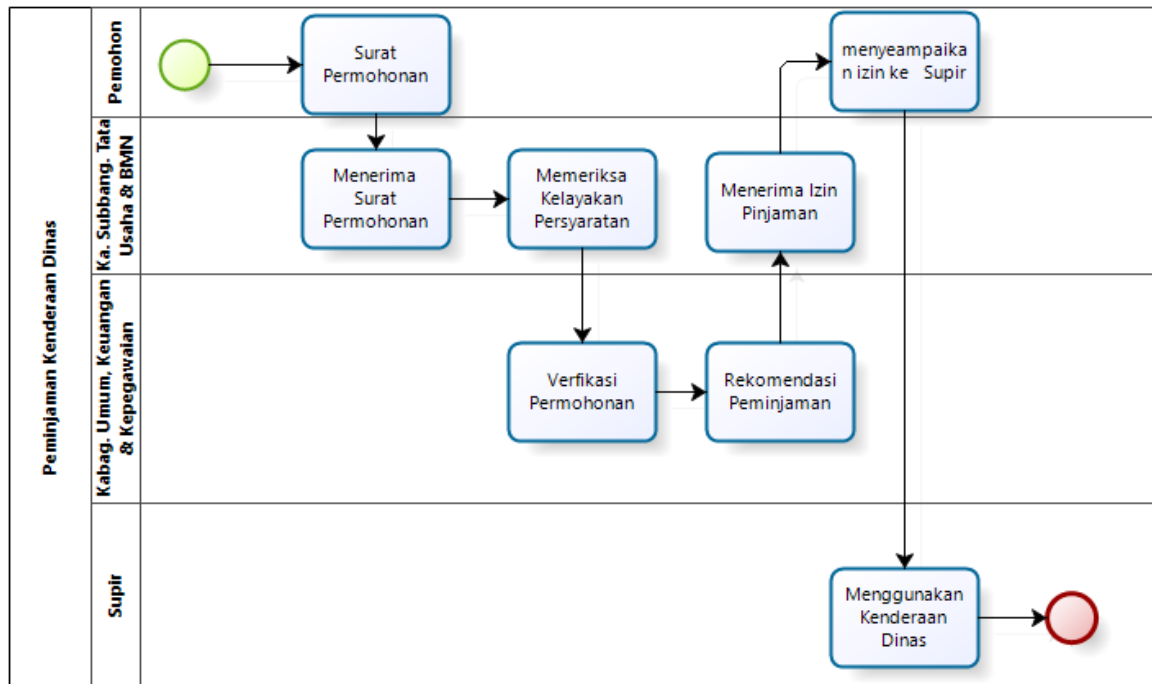 Peminjaman Kenderaan Dinas
Pemohon
Surat
Permohonan
menyeampaika
n izin ke Supir
Ka. Subbang. Tata
Usaha & BMN
Menerima
Surat
Permohonan
Memeriksa
Kelayakan
Persyaratan
Menerima Izin
Pinjaman
Kabag. Umum, Keuangan
& Kepegawaian
Verfikasi
Permohonan
Rekomendasi
Peminjaman
Supir
Menggunakan
Kenderaan
Dinas